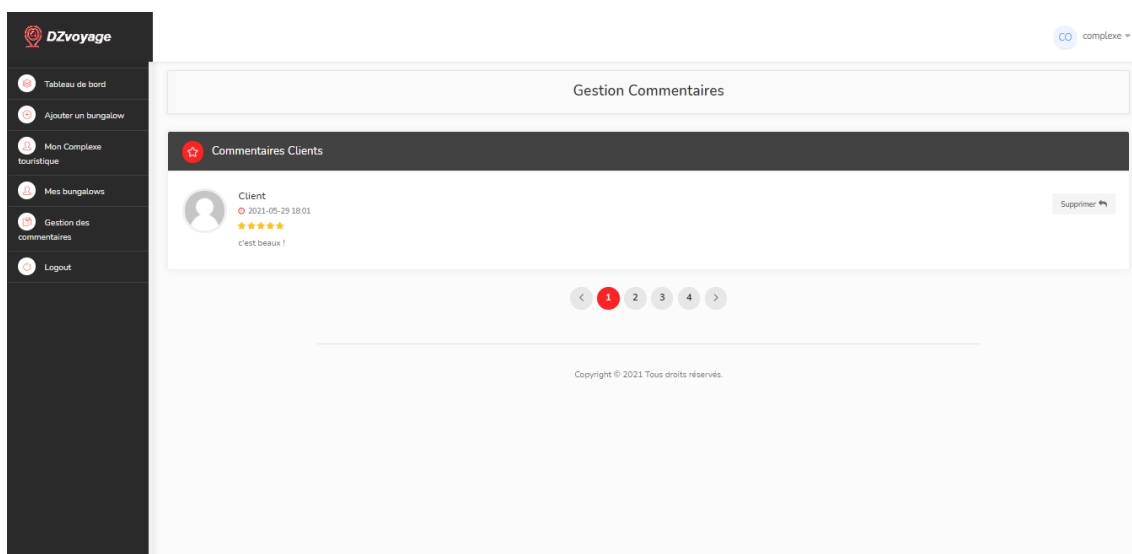 DZvoyage
CO complexe
Tableau de bord
Ajouter un bungalow
Mon Complexe
touristique
Mes bungalows
Gestion des
commentaires
Logout
Gestion Commentaires
Commentaires Clients
Client
2021-05-29 18:01
c'est beaux !
Supprimer
1 2 3 4
Copyright © 2021 Tous droits réservés.